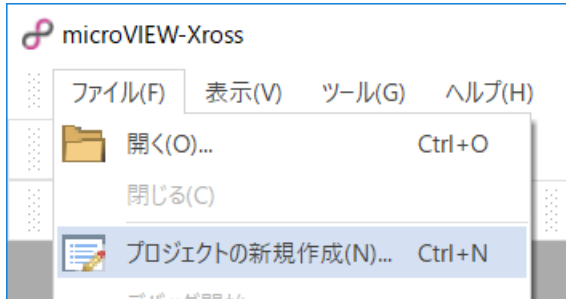 microVIEW-Xross
ファイル(F) 表示(V) ツール(G) ヘルプ(H)
開く(O)... Ctrl+O
閉じる(C)
プロジェクトの新規作成(N)... Ctrl+N